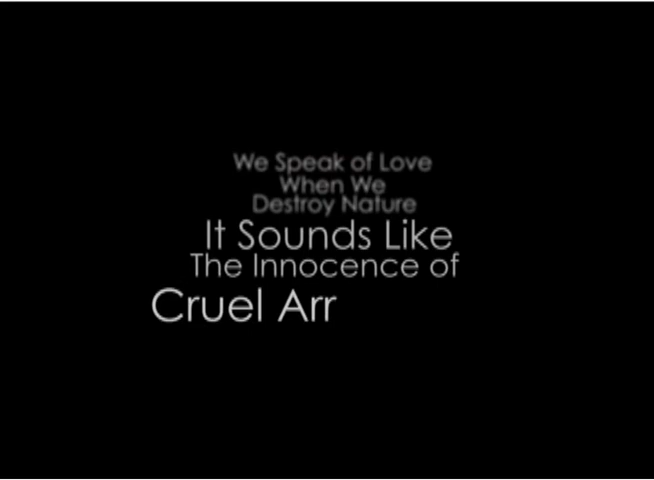 We Speak of Love
When We
Destroy Nature
It Sounds Like
The Innocence of
Cruel Arr